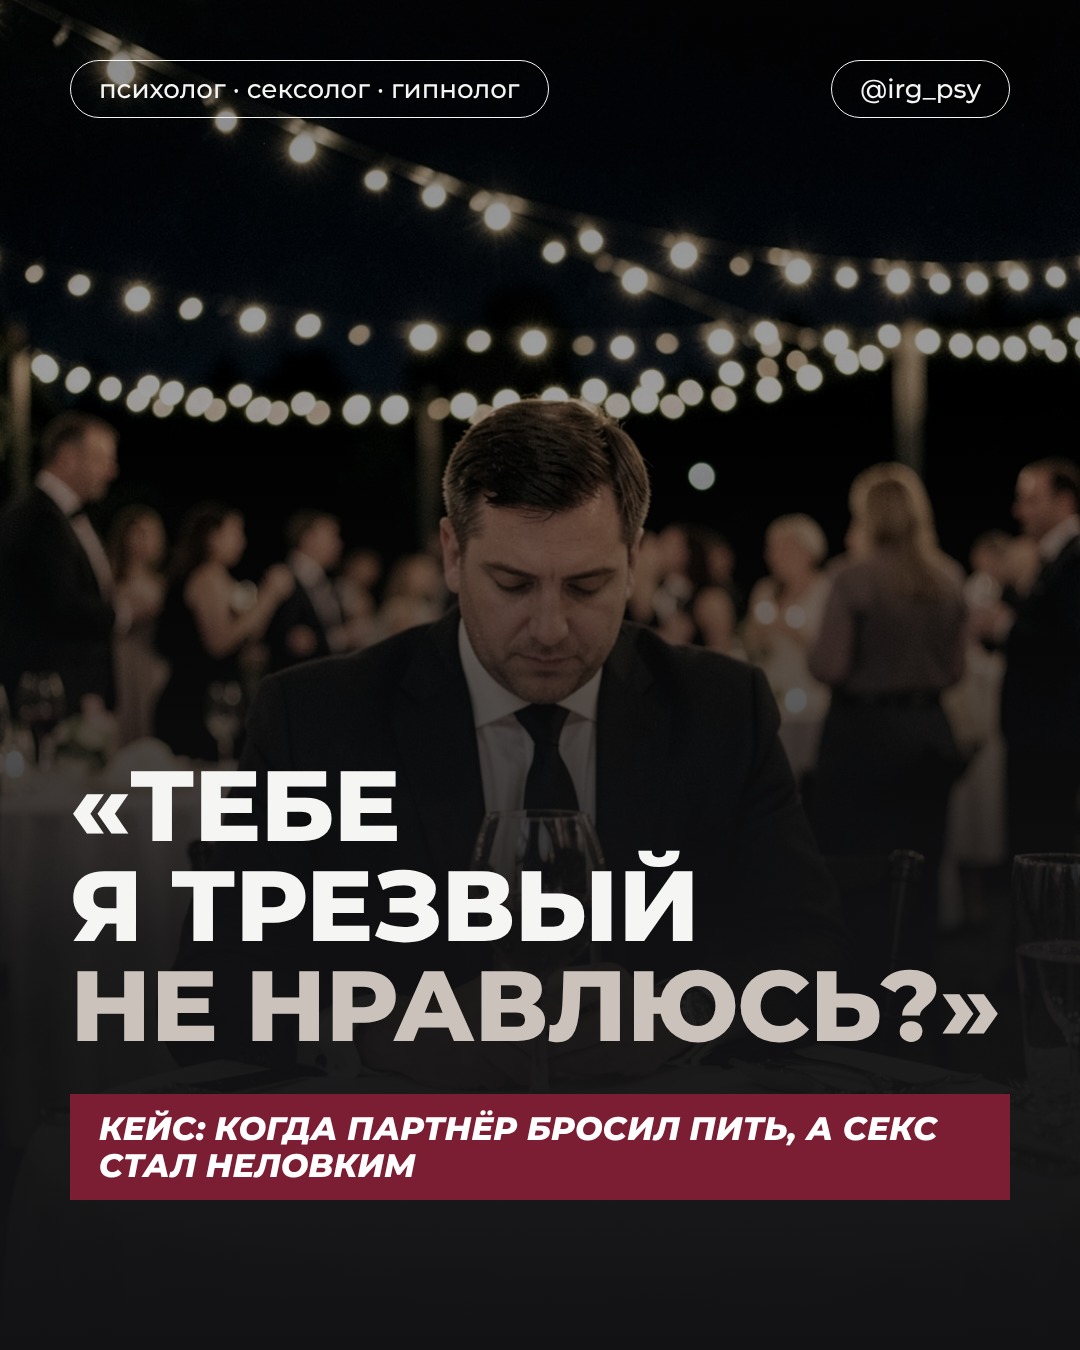 психолог · сексолог · гипнолог
@irg_psy
«ТЕБЕ
Я ТРЕЗВЫЙ
НЕ НРАВЛЮСЬ?»
КЕЙС: КОГДА ПАРТНЁР БРОСИЛ ПИТЬ, А СЕКС
СТАЛ НЕЛОВКИМ